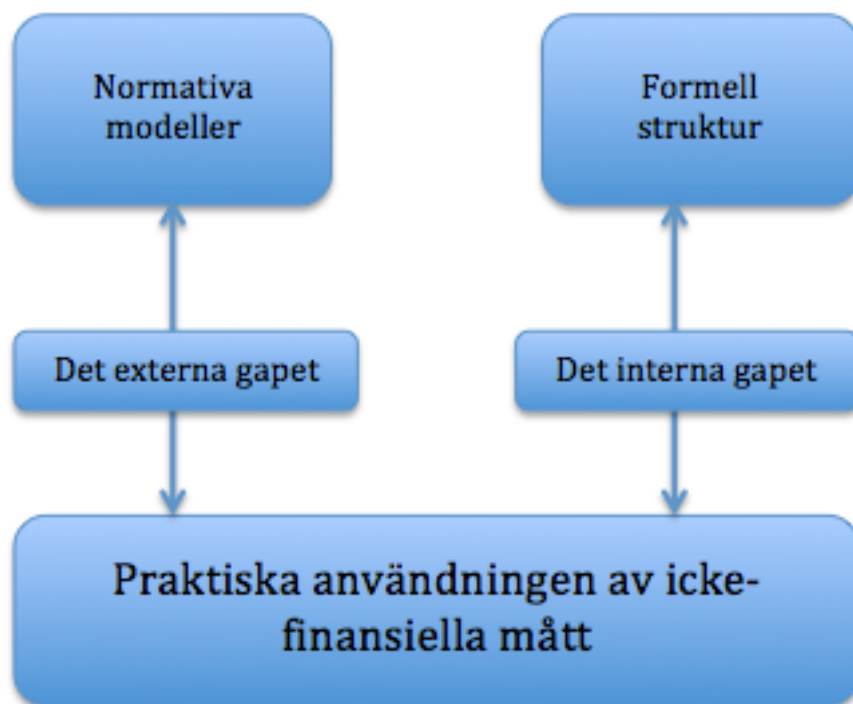 Normativa
modeller
Formell
struktur
Det externa gapet
Det interna gapet
Praktiska användningen av icke-
finansiella mått